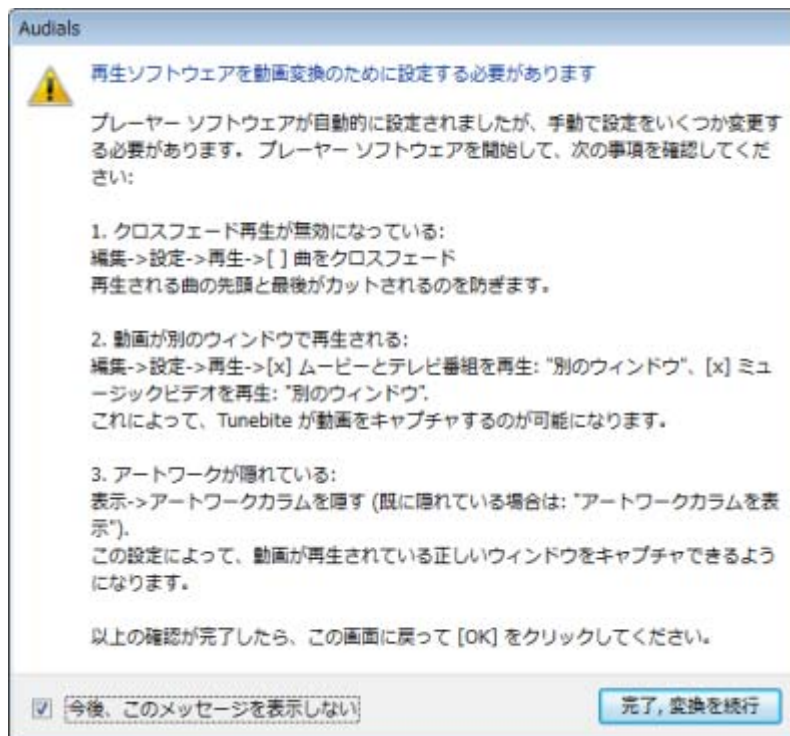 Audials
再生ソフトウェアを動画変換のために設定する必要があります
プレーヤー ソフトウェアが自動的に設定されましたが、手動で設定をいくつか変更す
る必要があります。 プレーヤー ソフトウェアを開始して、次の事項を確認してくだ
さい:
1. クロスフェード再生が無効になっている:
編集->設定->再生->[ ] 曲をクロスフェード
再生される曲の先頭と最後がカットされるのを防ぎます。
2. 動画が別のウィンドウで再生される:
編集->設定->再生->[x] ムービーとテレビ番組を再生: "別のウィンドウ"、[x] ミュ
ージックビデオを再生: "別のウィンドウ".
これによって、Tunebite が動画をキャプチャするのが可能になります。
3. アートワークが隠れている:
表示->アートワークカラムを隠す (既に隠れている場合は: "アートワークカラムを表
示").
この設定によって、動画が再生されている正しいウィンドウをキャプチャできるよう
になります。
以上の確認が完了したら、この画面に戻って [OK] をクリックしてください。
今後、このメッセージを表示しない
完了, 変換を続行